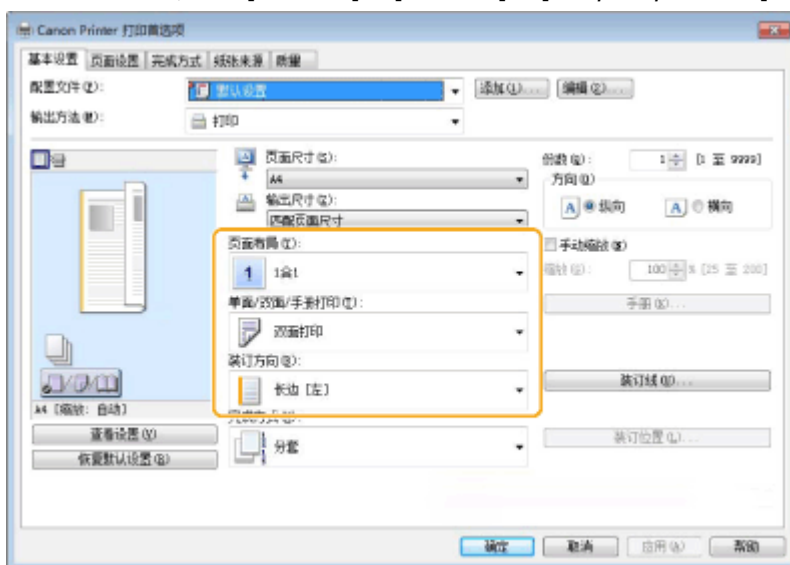 Canon Printer 打印首选项
基本设置 页面设置 完成方式 纸张来源 质量
配置文件(F): 默认设置 添加(1)... 编辑(2)...
输出方法(M): 打印
页面尺寸(S): 份数(Q): 1 [1 至 9999]
A4 方向(O)
输出尺寸(Z): A 纵向 A 横向
匹配页面尺寸
页面布局(Y): 手动缩放(N)
1 1合1 缩放(G): 100 % [25 至 200]
单面/双面/手册打印(T): 手册(K)...
双面打印
装订方向(B):
长边 [左] 装订线(U)...
A4 [缩放: 自动]
查看设置(V) 分套 装订位置(L)...
恢复默认设置(R)
确定 取消 应用(A) 帮助